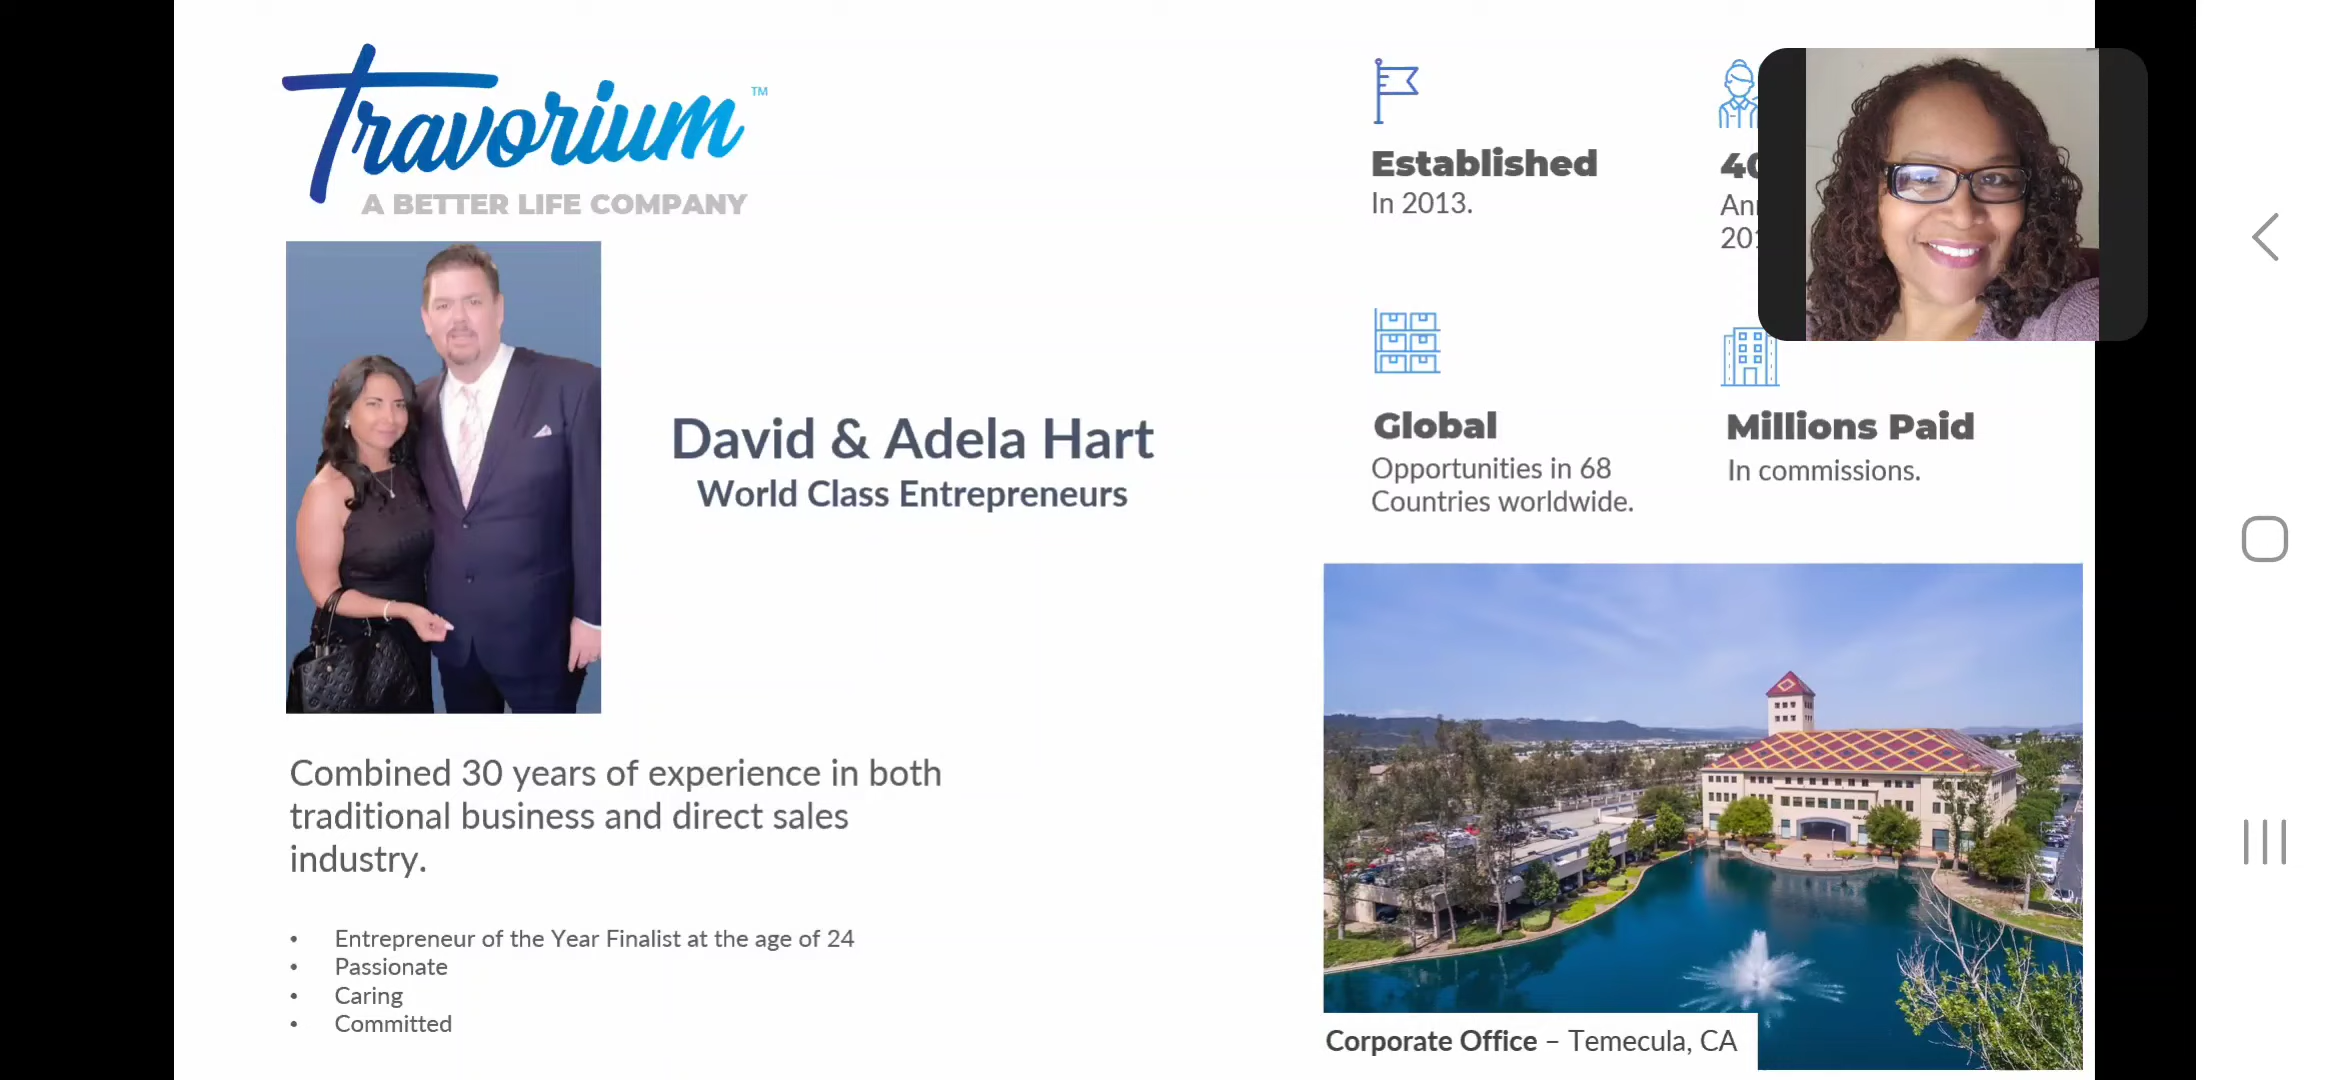 Travorium™
A BETTER LIFE COMPANY
David & Adela Hart
World Class Entrepreneurs
Combined 30 years of experience in both
traditional business and direct sales
industry.
• Entrepreneur of the Year Finalist at the age of 24
• Passionate
• Caring
• Committed
Established
In 2013.
Global
Opportunities in 68
Countries worldwide.
Millions Paid
In commissions.
Corporate Office – Temecula, CA